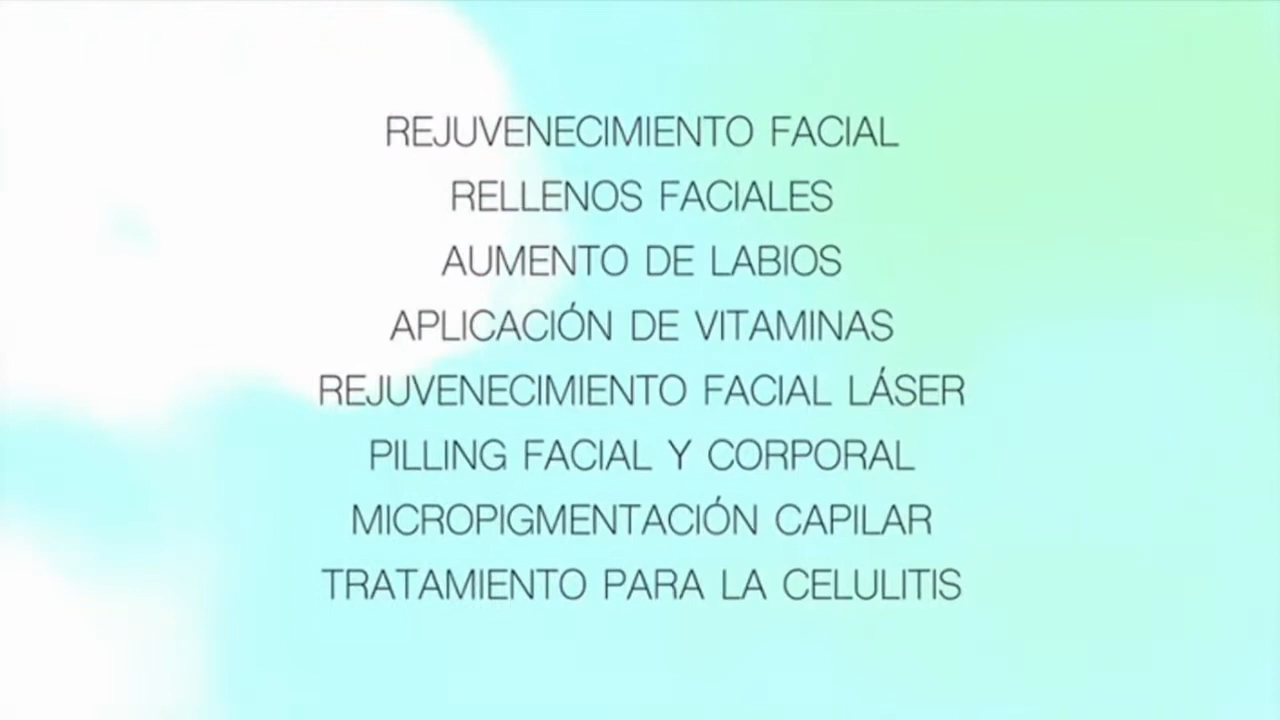 REJUVENECIMIENTO FACIAL
RELLENOS FACIALES
AUMENTO DE LABIOS
APLICACIÓN DE VITAMINAS
REJUVENECIMIENTO FACIAL LÁSER
PILLING FACIAL Y CORPORAL
MICROPIGMENTACIÓN CAPILAR
TRATAMIENTO PARA LA CELULITIS